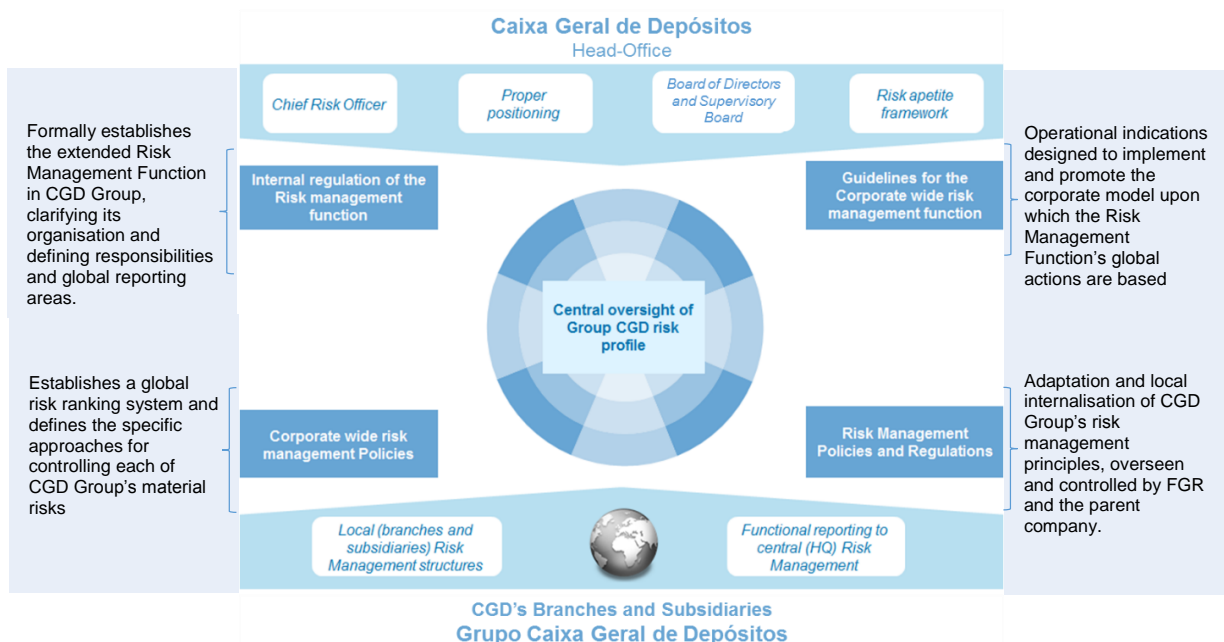 Caixa Geral de Depósitos
Head-Office
Chief Risk Officer
Proper
positioning
Board of Directors
and Supervisory
Board
Risk apetite
framework
Formally establishes
the extended Risk
Management Function
in CGD Group,
clarifying its
organisation and
defining responsibilities
and global reporting
areas.
Internal regulation of the
Risk management
function
Guidelines for the
Corporate wide risk
management function
Operational indications
designed to implement
and promote the
corporate model upon
which the Risk
Management
Function's global
actions are based
Central oversight of
Group CGD risk
profile
Establishes a global
risk ranking system and
defines the specific
approaches for
controlling each of
CGD Group's material
risks
Corporate wide risk
management Policies
Risk Management
Policies and Regulations
Adaptation and local
internalisation of CGD
Group's risk
management
principles, overseen
and controlled by FGR
and the parent
company.
Local (branches and
subsidiaries) Risk
Management structures
Functional reporting to
central (HQ) Risk
Management
CGD's Branches and Subsidiaries
Grupo Caixa Geral de Depósitos